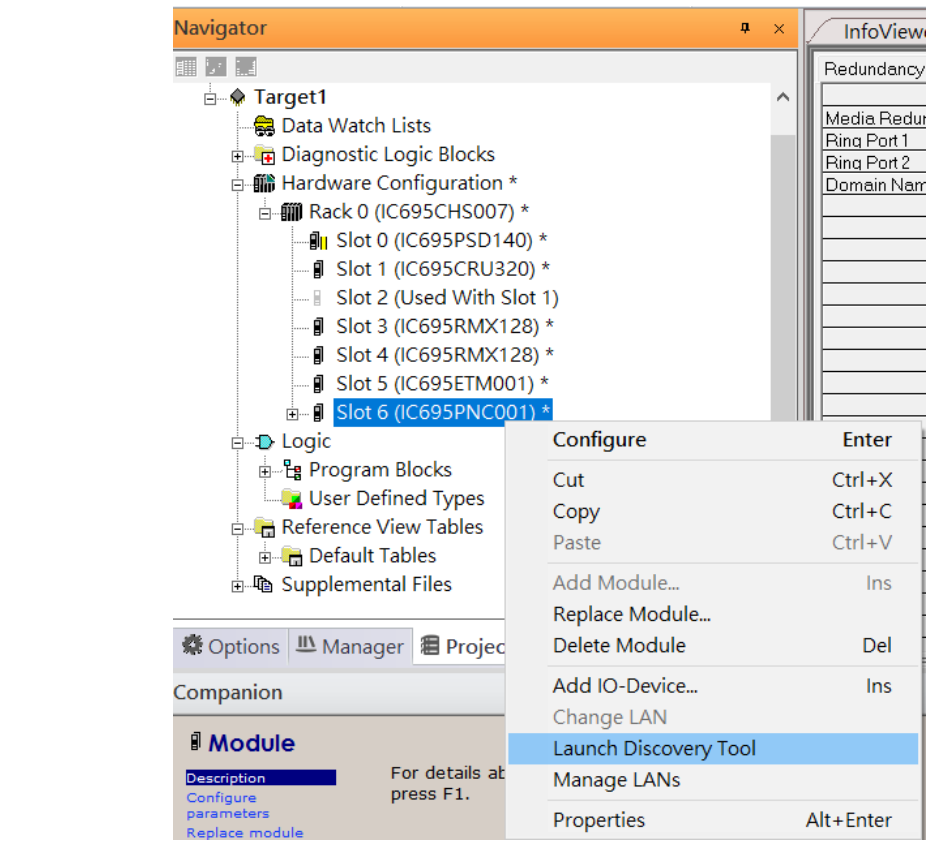 Navigator
InfoView
Target1
Data Watch Lists
Diagnostic Logic Blocks
Hardware Configuration *
Rack 0 (IC695CHS007) *
Slot 0 (IC695PSD140) *
Slot 1 (IC695CRU320) *
Slot 2 (Used With Slot 1)
Slot 3 (IC695RMX128) *
Slot 4 (IC695RMX128) *
Slot 5 (IC695ETM001) *
Slot 6 (IC695PNC001) *
Logic
Program Blocks
User Defined Types
Reference View Tables
Default Tables
Supplemental Files
Redundancy
Media Redun
Ring Port 1
Ring Port 2
Domain Nam
Configure Enter
Cut Ctrl+X
Copy Ctrl+C
Paste Ctrl+V
Add Module... Ins
Replace Module...
Delete Module Del
Add IO-Device... Ins
Change LAN
Launch Discovery Tool
Manage LANs
Properties Alt+Enter
Options Manager Projec
Companion
Module
Description
Configure
parameters
Replace module
For details ab
press F1.